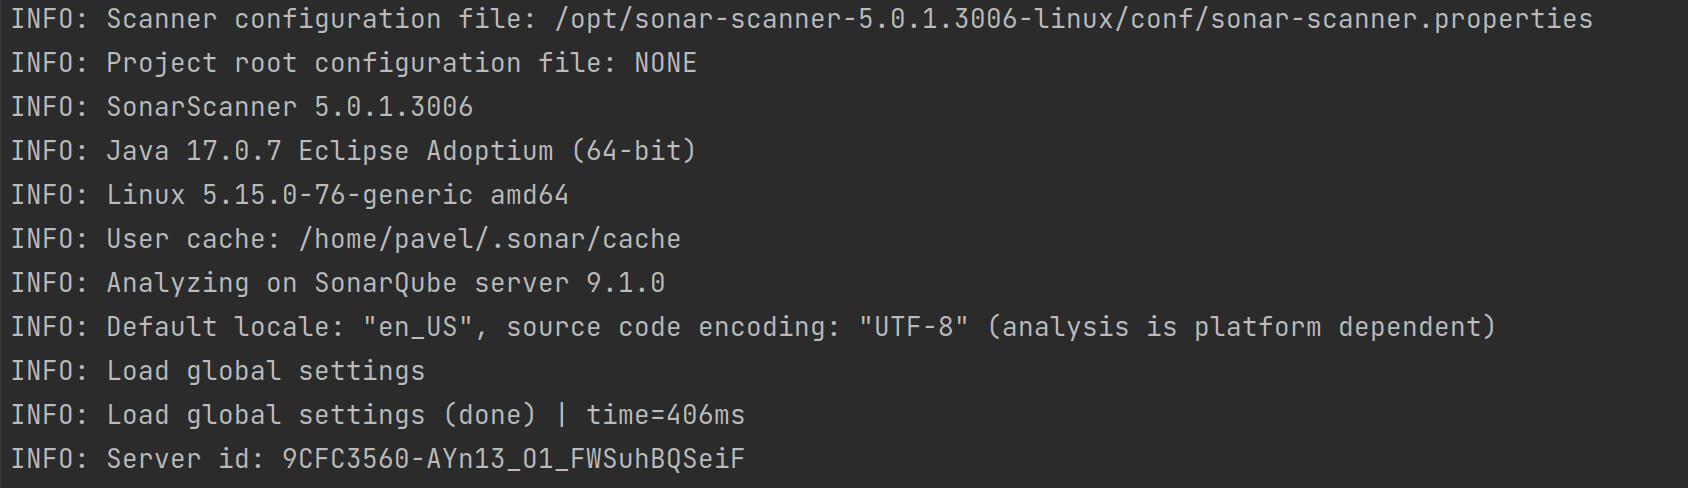 INFO: Scanner configuration file: /opt/sonar-scanner-5.0.1.3006-linux/conf/sonar-scanner.properties
INFO: Project root configuration file: NONE
INFO: SonarScanner 5.0.1.3006
INFO: Java 17.0.7 Eclipse Adoptium (64-bit)
INFO: Linux 5.15.0-76-generic amd64
INFO: User cache: /home/pavel/.sonar/cache
INFO: Analyzing on SonarQube server 9.1.0
INFO: Default locale: "en_US", source code encoding: "UTF-8" (analysis is platform dependent)
INFO: Load global settings
INFO: Load global settings (done) | time=406ms
INFO: Server id: 9CFC3560-AYn13_O1_FWSuhBQSeiF